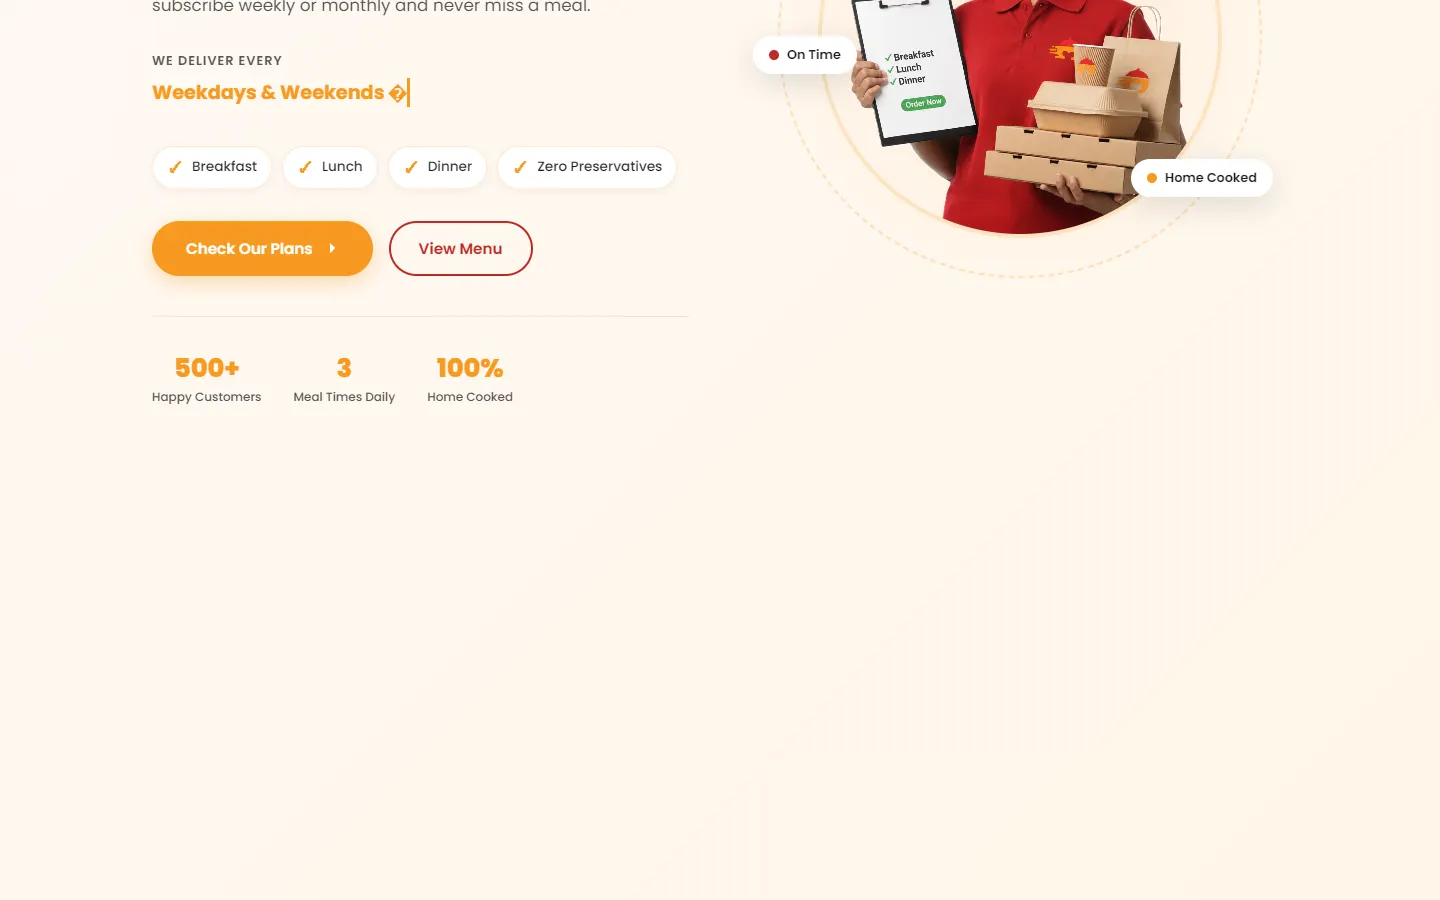 subscribe weekly or monthly and never miss a meal.
WE DELIVER EVERY
Weekdays & Weekends �
✓ Breakfast
✓ Lunch
✓ Dinner
✓ Zero Preservatives
Check Our Plans
View Menu
500+
Happy Customers
3
Meal Times Daily
100%
Home Cooked
On Time
✓ Breakfast
✓ Lunch
✓ Dinner
Order Now
Home Cooked